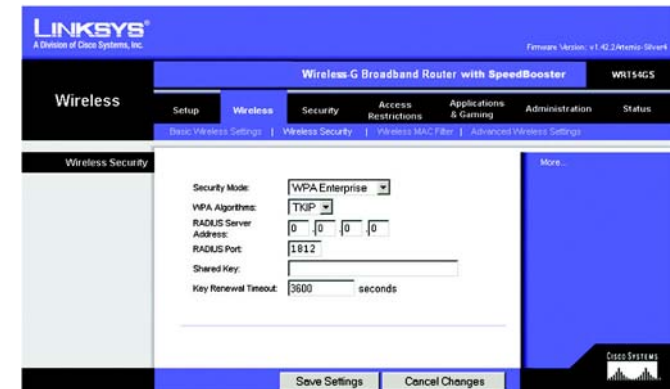 LINKSYS®
A Division of Cisco Systems, Inc.
Firmware Version: v1.42.2Artemis-Silver4
Wireless-G Broadband Router with SpeedBooster WRT54GS
Wireless
Setup Wireless Security Access Restrictions Applications & Gaming Administration Status
Basic Wireless Settings | Wireless Security | Wireless MAC Filter | Advanced Wireless Settings
Wireless Security
More...
Security Mode: WPA Enterprise
WPA Algorithms: TKIP
RADIUS Server Address: 0 .0 .0 .0
RADIUS Port: 1812
Shared Key:
Key Renewal Timeout: 3600 seconds
CISCO SYSTEMS
Save Settings Cancel Changes